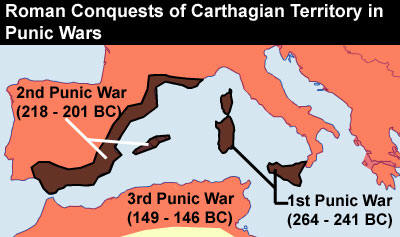 Roman Conquests of Carthagian Territory in
Punic Wars
2nd Punic War
(218 - 201 BC)
3rd Punic War
(149 - 146 BC)
1st Punic War
(264 - 241 BC)